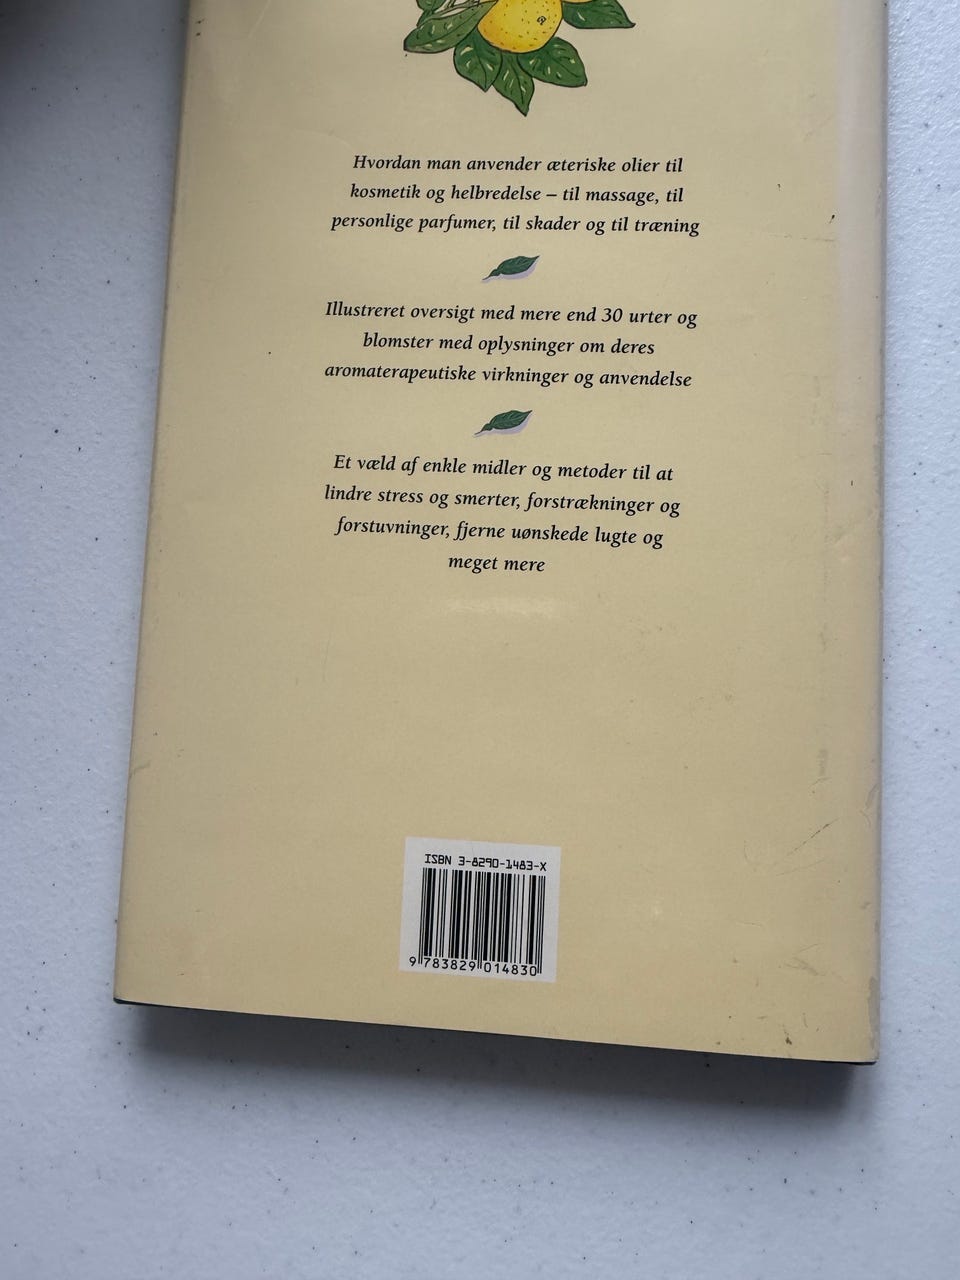 Hvordan man anvender æteriske olier til
kosmetik og helbredelse – til massage, til
personlige parfumer, til skader og til træning
Illustreret oversigt med mere end 30 urter og
blomster med oplysninger om deres
aromaterapeutiske virkninger og anvendelse
Et væld af enkle midler og metoder til at
lindre stress og smerter, forstrækninger og
forstuvninger, fjerne uønskede lugte og
meget mere
ISBN 3-8290-1483-X
9 783829 014830